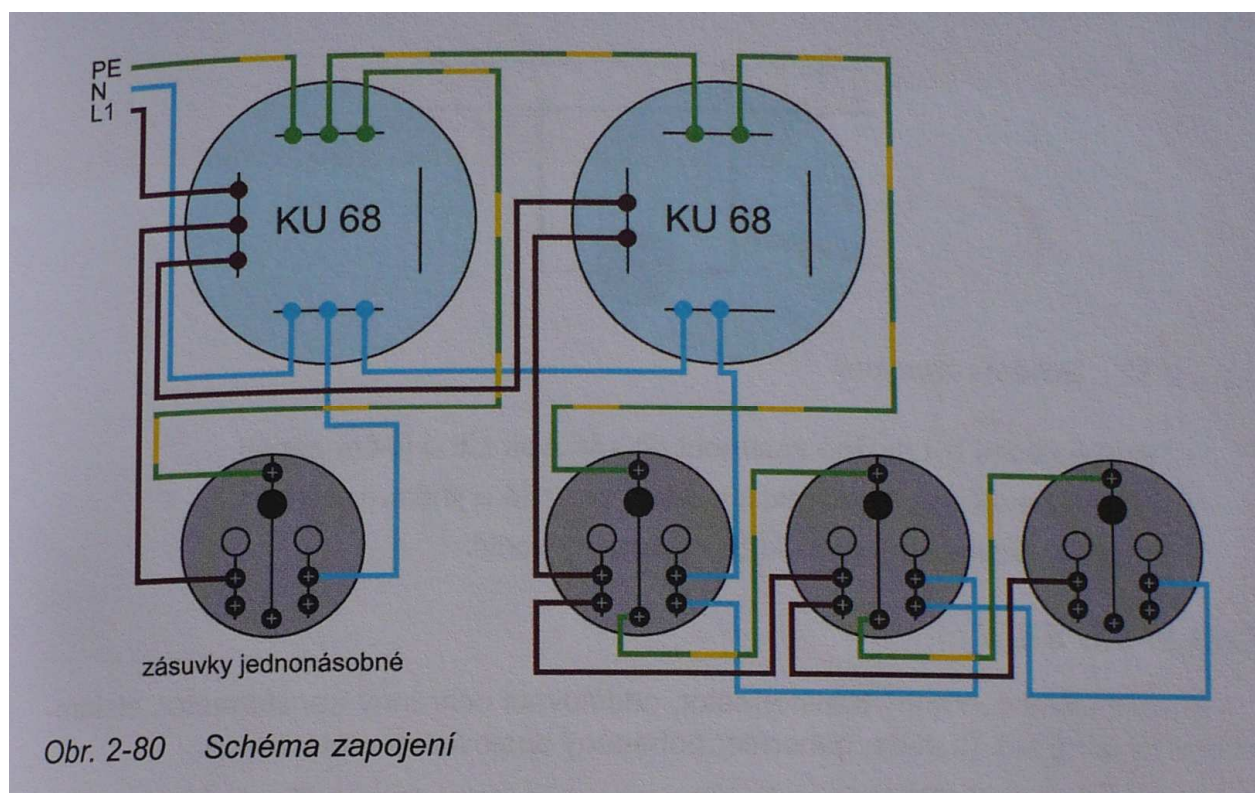 PE
N
L1
KU 68
KU 68
zásuvky jednonásobné
Obr. 2-80 Schéma zapojení